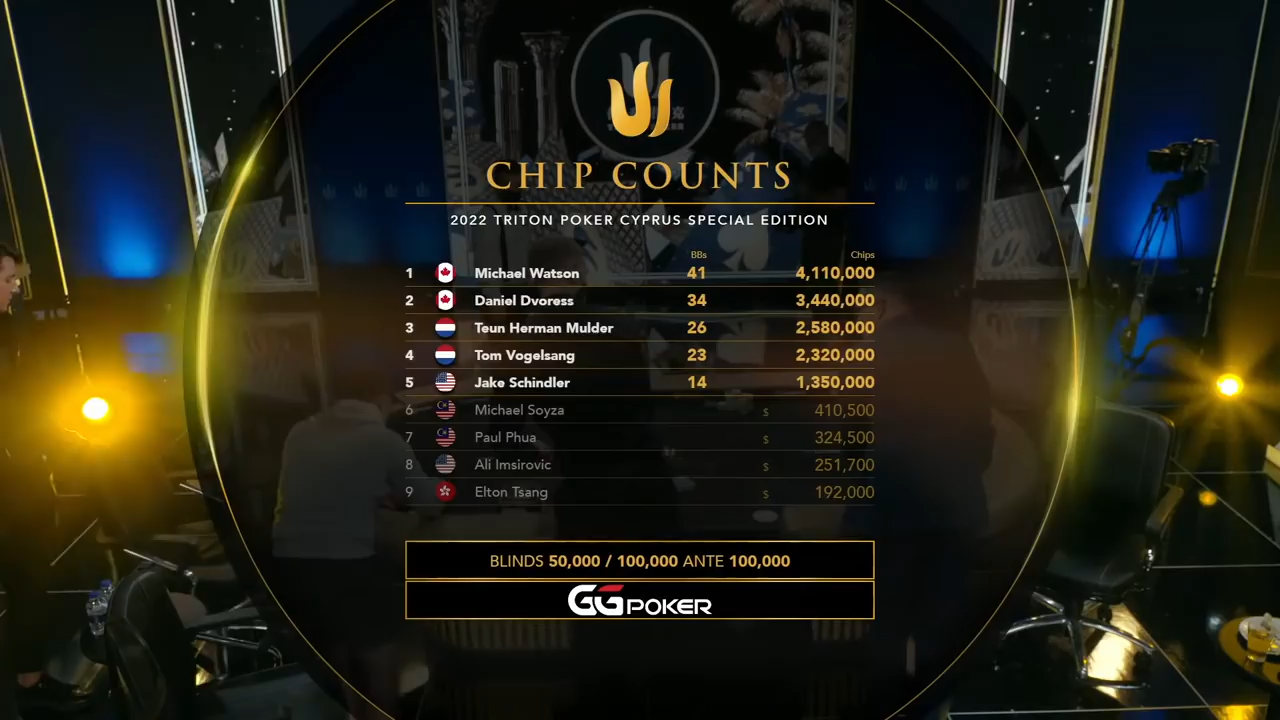 CHIP COUNTS
2022 TRITON POKER CYPRUS SPECIAL EDITION
BBs Chips
1 Michael Watson 41 4,110,000
2 Daniel Dvoress 34 3,440,000
3 Teun Herman Mulder 26 2,580,000
4 Tom Vogelsang 23 2,320,000
5 Jake Schindler 14 1,350,000
6 Michael Soyza $ 410,500
7 Paul Phua $ 324,500
8 Ali Imsirovic $ 251,700
9 Elton Tsang $ 192,000
BLINDS 50,000 / 100,000 ANTE 100,000
GGPOKER